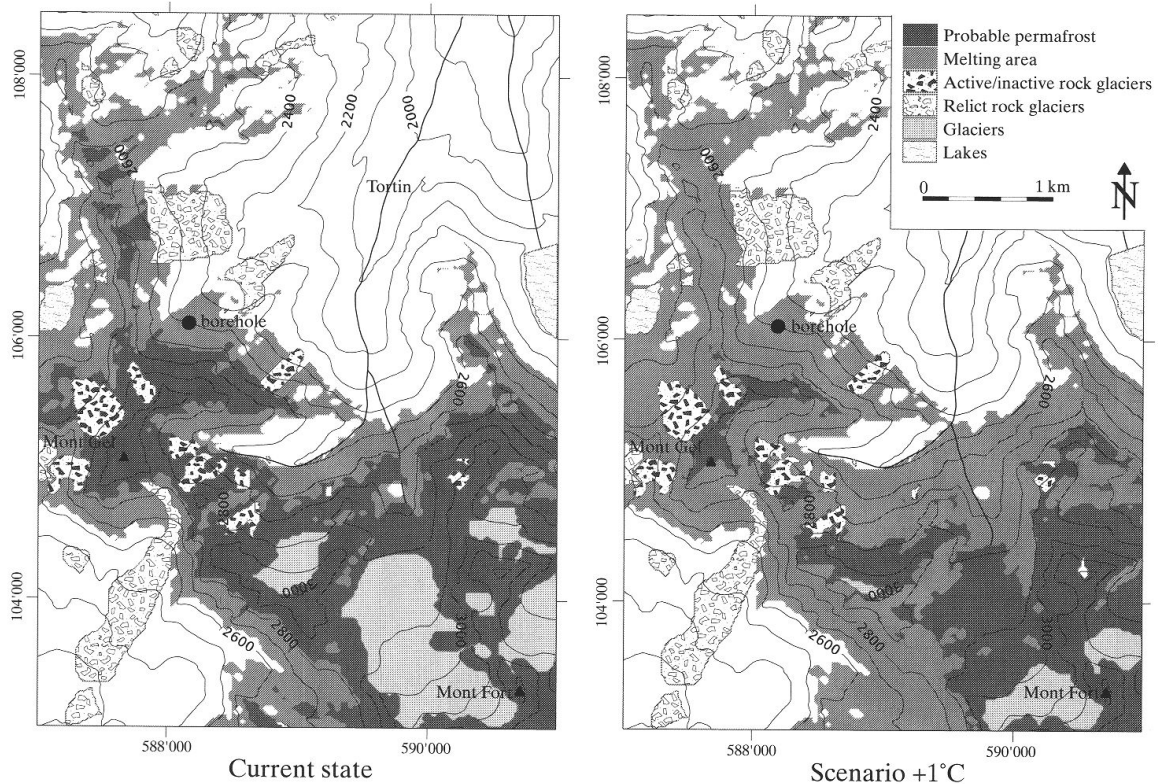 108'000
106'000
104'000
2600
2400
2200
2000
Tortin
borehole
2600
Mont Gelé
2800
3000
2800
2600
3000
Mont Fort
588'000
590'000
Current state
108'000
106'000
104'000
2600
2400
borehole
2600
Mont Gelé
2800
3000
2800
2600
3000
Mont Fort
588'000
590'000
Scenario +1°C
Probable permafrost
Melting area
Active/inactive rock glaciers
Relict rock glaciers
Glaciers
Lakes
0
1 km
N